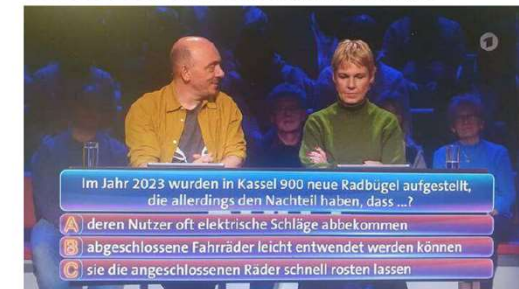 Im Jahr 2023 wurden in Kassel 900 neue Radbügel aufgestellt,
die allerdings den Nachteil haben, dass ...?
A deren Nutzer oft elektrische Schläge abbekommen
B abgeschlossene Fahrräder leicht entwendet werden können
C sie die angeschlossenen Räder schnell rosten lassen
1